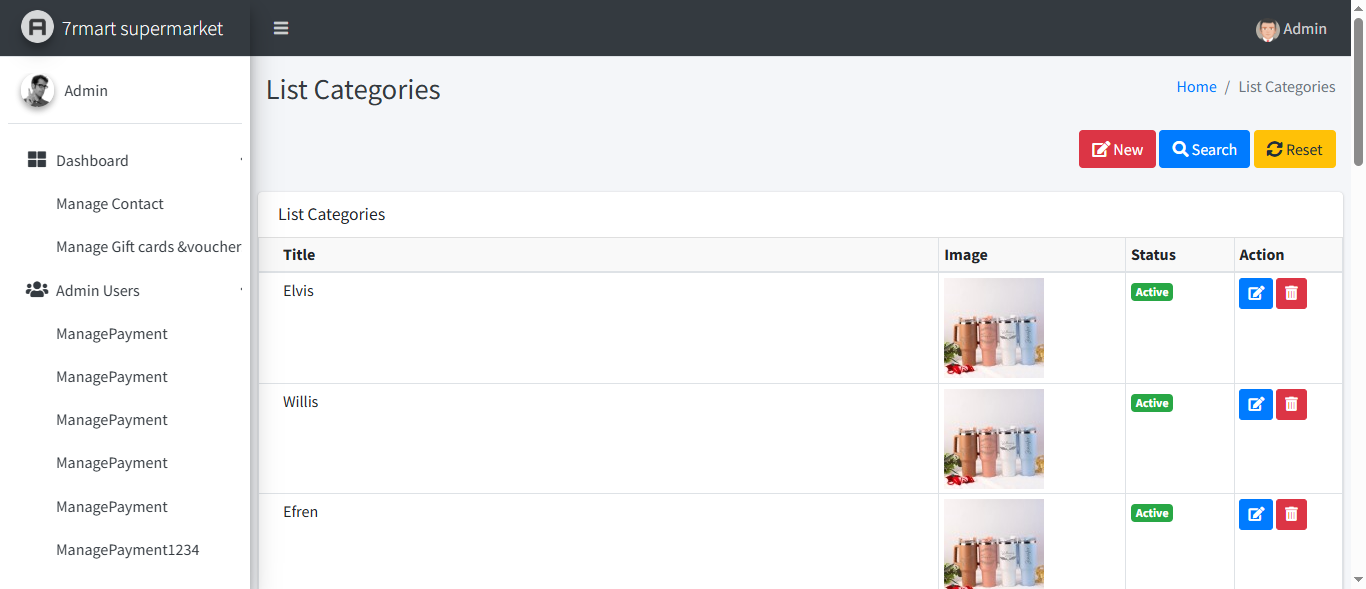 7rmart supermarket
Admin
Admin
List Categories
Home / List Categories
New
Search
Reset
Dashboard
Manage Contact
Manage Gift cards &voucher
Admin Users
ManagePayment
ManagePayment
ManagePayment
ManagePayment
ManagePayment
ManagePayment1234
List Categories
Title Image Status Action
Elvis Active
Willis Active
Efren Active